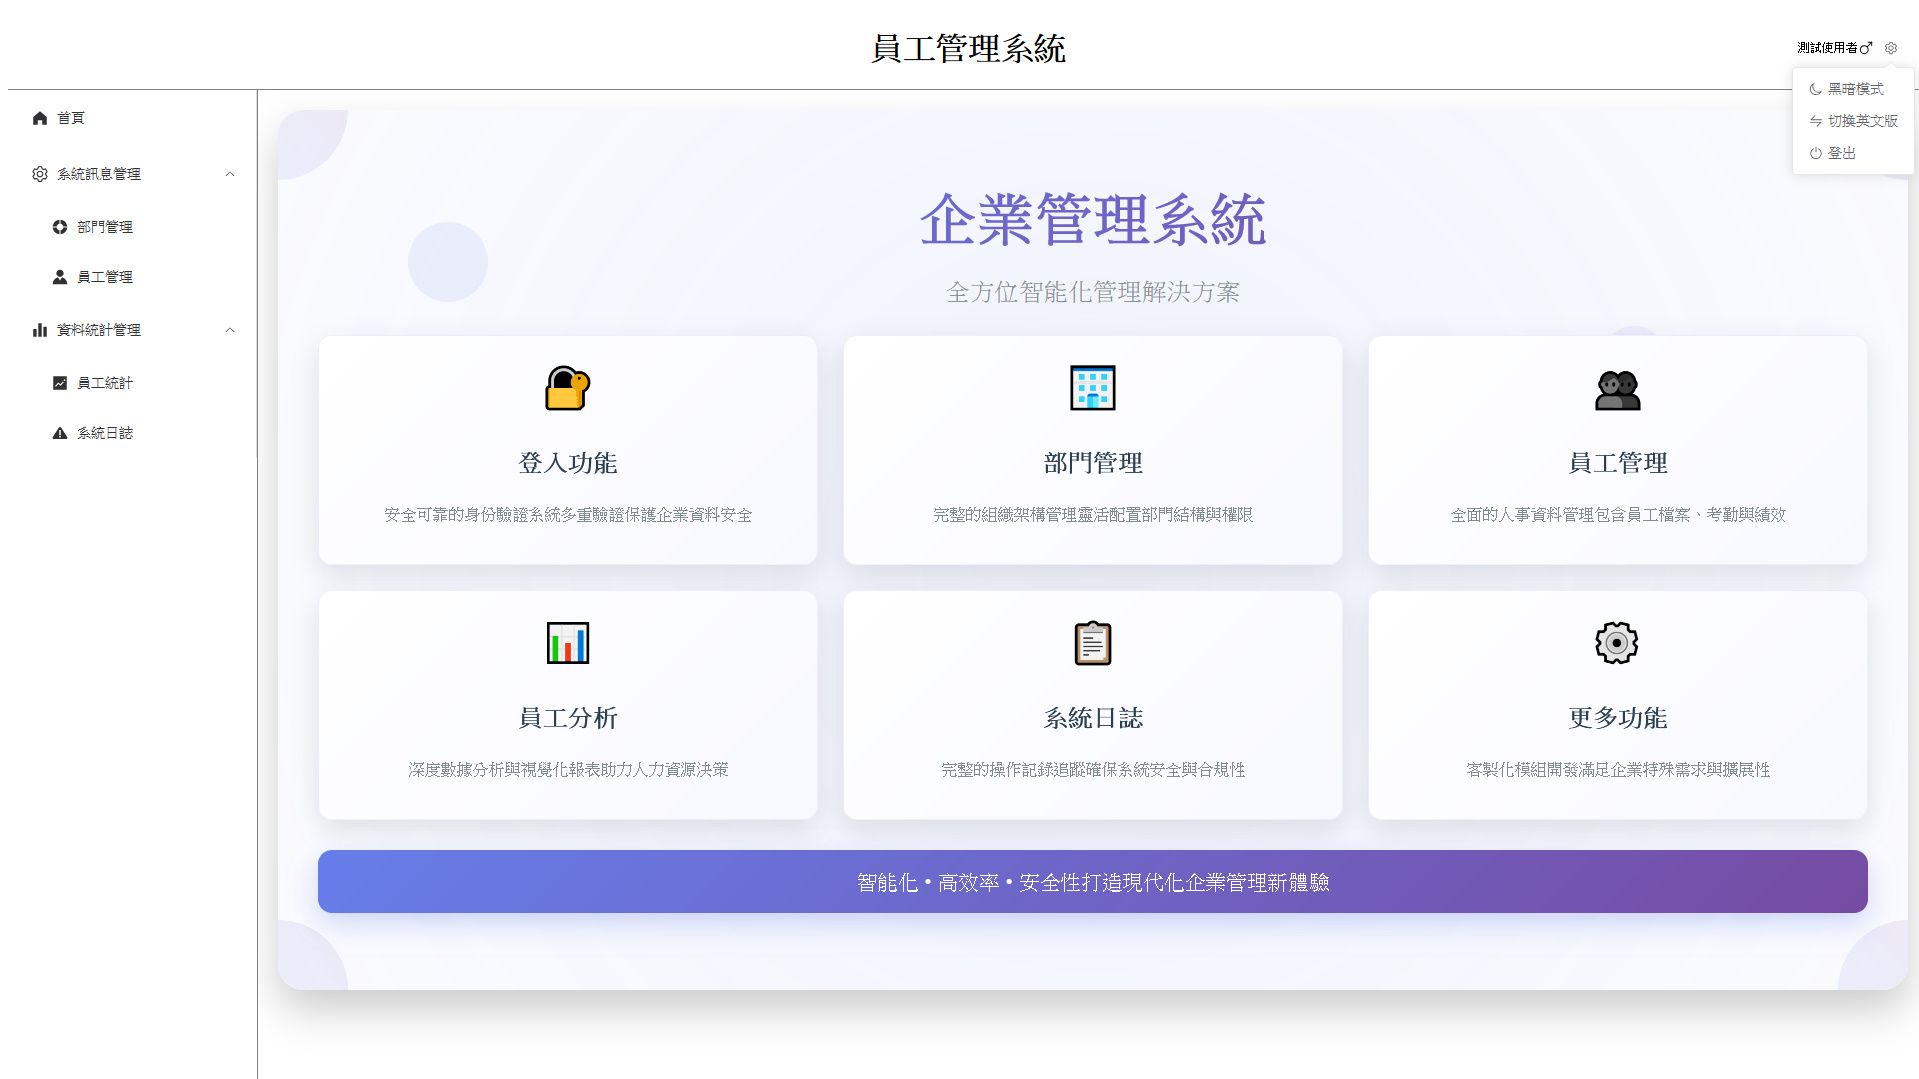 員工管理系統
測試使用者
黑暗模式
切換英文版
登出
首頁
系統訊息管理
部門管理
員工管理
資料統計管理
員工統計
系統日誌
企業管理系統
全方位智能化管理解決方案
登入功能
安全可靠的身份驗證系統多重驗證保護企業資料安全
部門管理
完整的組織架構管理靈活配置部門結構與權限
員工管理
全面的人事資料管理包含員工檔案、考勤與績效
員工分析
深度數據分析與視覺化報表助力人力資源決策
系統日誌
完整的操作記錄追蹤確保系統安全與合規性
更多功能
客製化模組開發滿足企業特殊需求與擴展性
智能化 • 高效率 • 安全性打造現代化企業管理新體驗